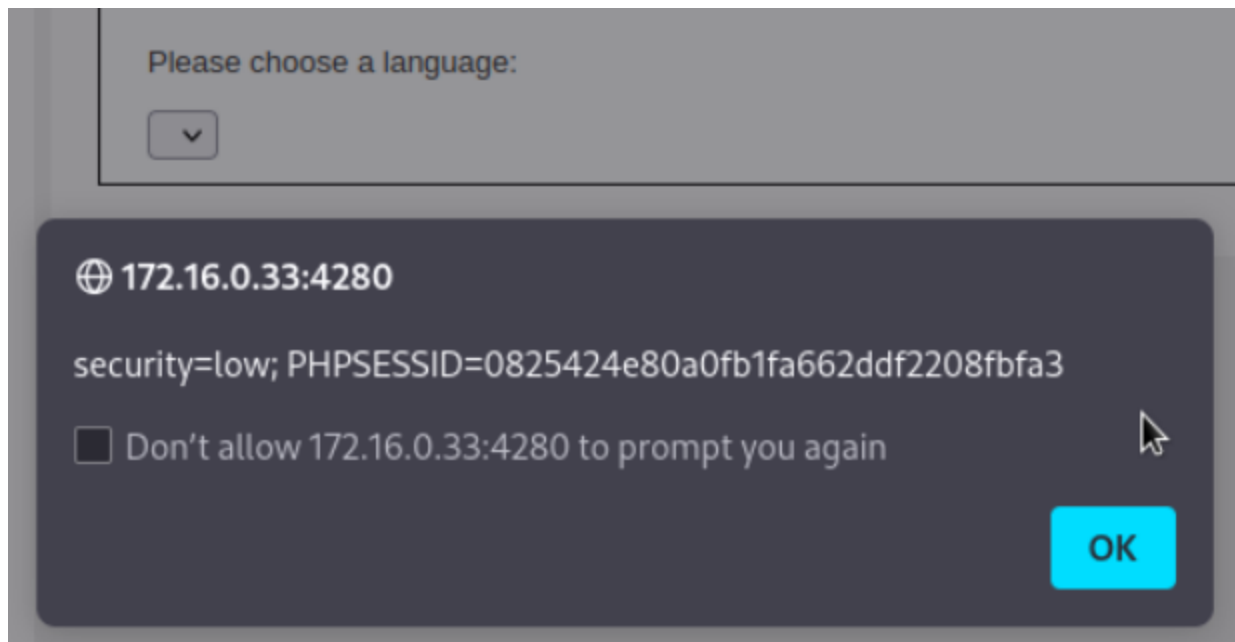 Please choose a language:
172.16.0.33:4280
security=low; PHPSESSID=0825424e80a0fb1fa662ddf2208fbfa3
Don't allow 172.16.0.33:4280 to prompt you again
OK